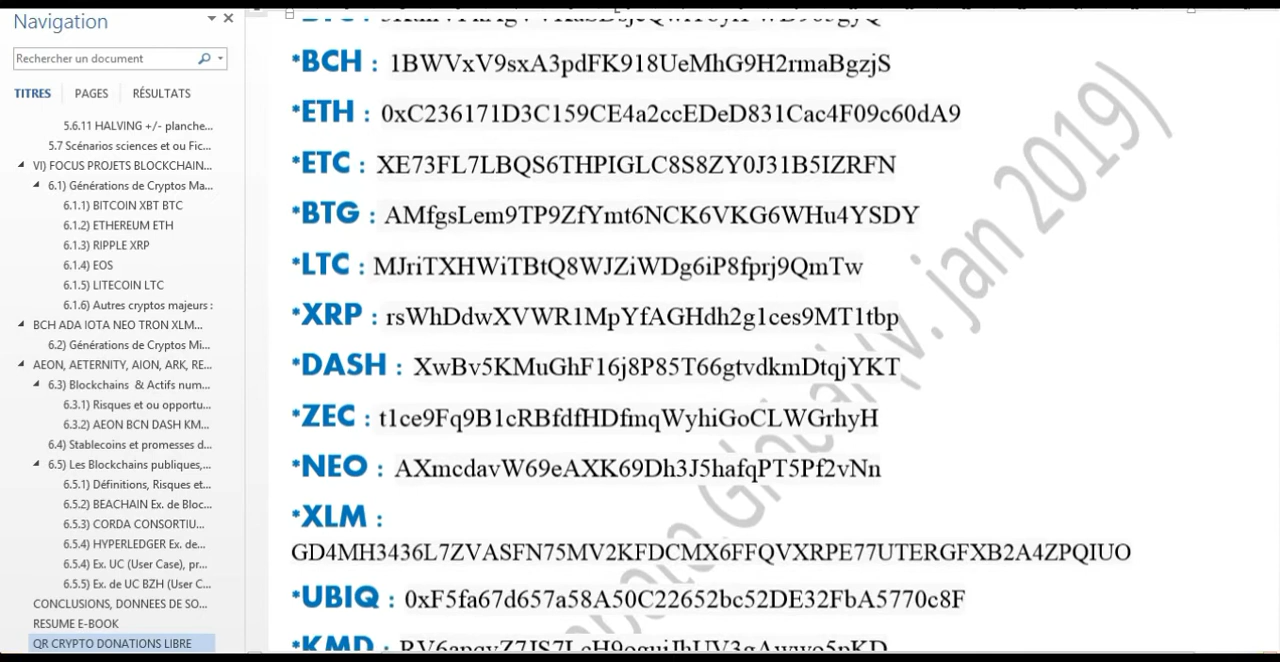 Navigation
Rechercher un document
TITRES PAGES RÉSULTATS
5.6.11 HALVING +/- planche...
5.7 Scénarios sciences et ou Fic...
VI) FOCUS PROJETS BLOCKCHAIN...
6.1) Générations de Cryptos Ma...
6.1.1) BITCOIN XBT BTC
6.1.2) ETHEREUM ETH
6.1.3) RIPPLE XRP
6.1.4) EOS
6.1.5) LITECOIN LTC
6.1.6) Autres cryptos majeurs :
BCH ADA IOTA NEO TRON XLM...
6.2) Générations de Cryptos Mi...
AEON, AETERNITY, AION, ARK, RE...
6.3) Blockchains & Actifs num...
6.3.1) Risques et ou opportu...
6.3.2) AEON BCN DASH KM...
6.4) Stablecoins et promesses d...
6.5) Les Blockchains publiques,...
6.5.1) Définitions, Risques et...
6.5.2) BEACHAIN Ex. de Bloc...
6.5.3) CORDA CONSORTIU...
6.5.4) HYPERLEDGER Ex. de...
6.5.4) Ex. UC (User Case), pr...
6.5.5) Ex. de UC BZH (User C...
CONCLUSIONS, DONNEES DE SO...
RESUME E-BOOK
QR CRYPTO DONATIONS LIBRE
*BCH : 1BWVxV9sxA3pdFK918UeMhG9H2rmaBgzjS
*ETH : 0xC236171D3C159CE4a2ccEDeD831Cac4F09c60dA9
*ETC : XE73FL7LBQS6THPIGLC8S8ZY0J31B5IZRFN
*BTG : AMfgsLem9TP9ZfYmt6NCK6VKG6WHu4YSDY
*LTC : MJriTXHWiTBtQ8WJZiWDg6iP8fprj9QmTw
*XRP : rsWhDdwXVWR1MpYfAGHdh2g1ces9MT1tbp
*DASH : XwBv5KMuGhF16j8P85T66gtvdkmDtqjYKT
*ZEC : t1ce9Fq9B1cRBfdfHDfmqWyhiGoCLWGrhyH
*NEO : AXmcdavW69eAXK69Dh3J5hafqPT5Pf2vNn
*XLM :
GD4MH3436L7ZVASFN75MV2KFDCMX6FFQVXRPE77UTERGFXB2A4ZPQIUO
*UBIQ : 0xF5fa67d657a58A50C22652bc52DE32FbA5770c8F
*KMD :
(v. jan 2019)